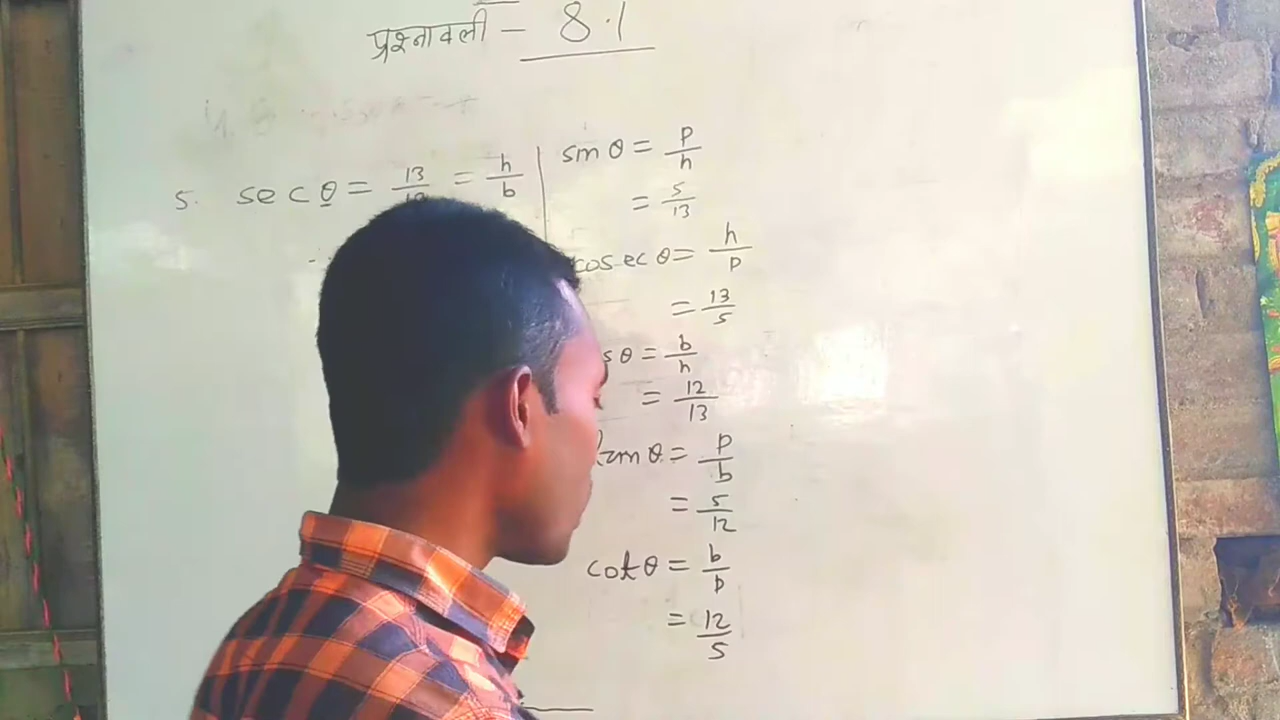 प्रश्नावली - 8.1
5. sec θ = 13/12 = h/b
sin θ = p/h
= 5/13
cosec θ = h/p
= 13/5
sθ = b/h
= 12/13
tan θ = p/b
= 5/12
cot θ = b/p
= 12/5